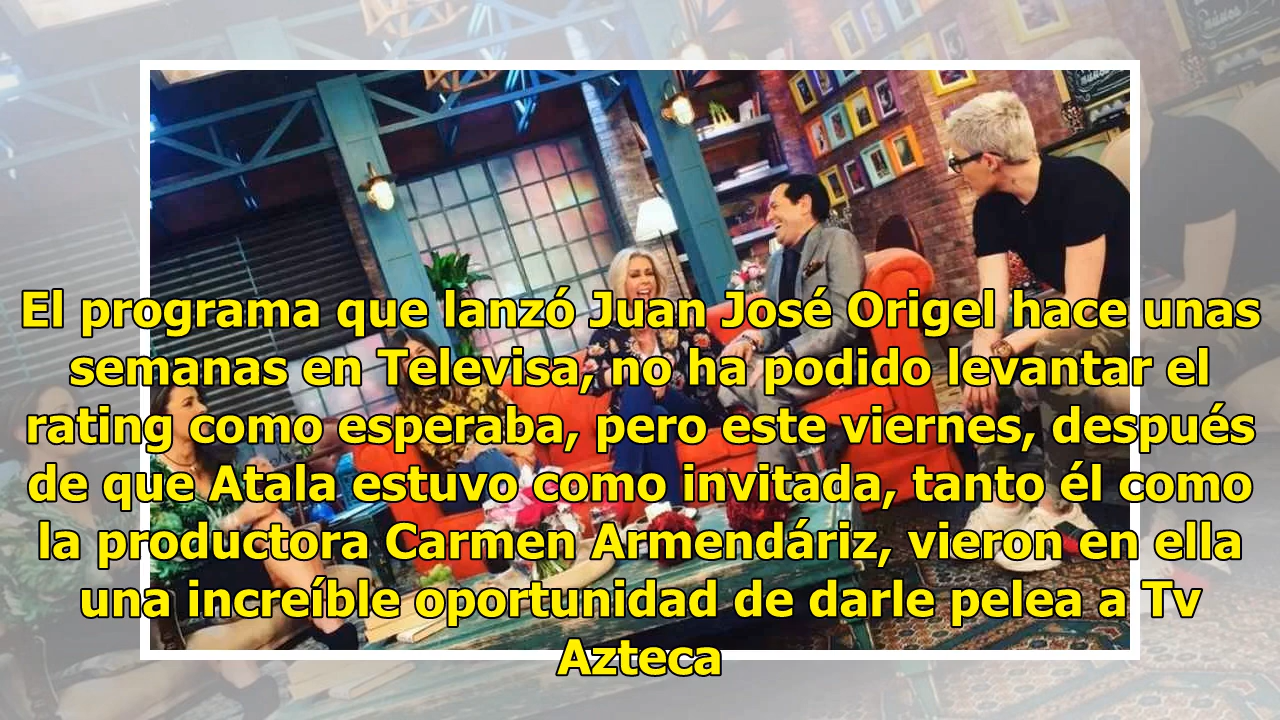 El programa que lanzó Juan José Origel hace unas
semanas en Televisa, no ha podido levantar el
rating como esperaba, pero este viernes, después
de que Atala estuvo como invitada, tanto él como
la productora Carmen Armendáriz, vieron en ella
una increíble oportunidad de darle pelea a Tv
Azteca